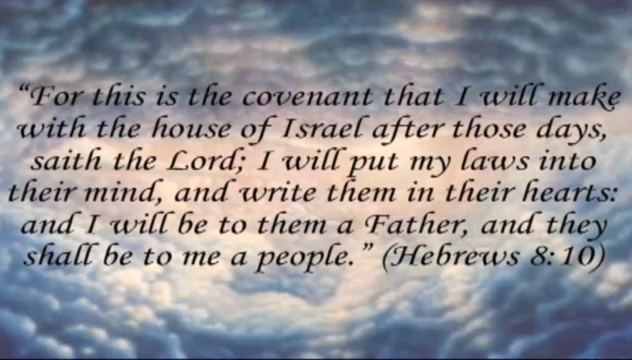 “For this is the covenant that I will make
with the house of Israel after those days,
saith the Lord; I will put my laws into
their mind, and write them in their hearts:
and I will be to them a Father, and they
shall be to me a people.” (Hebrews 8:10)